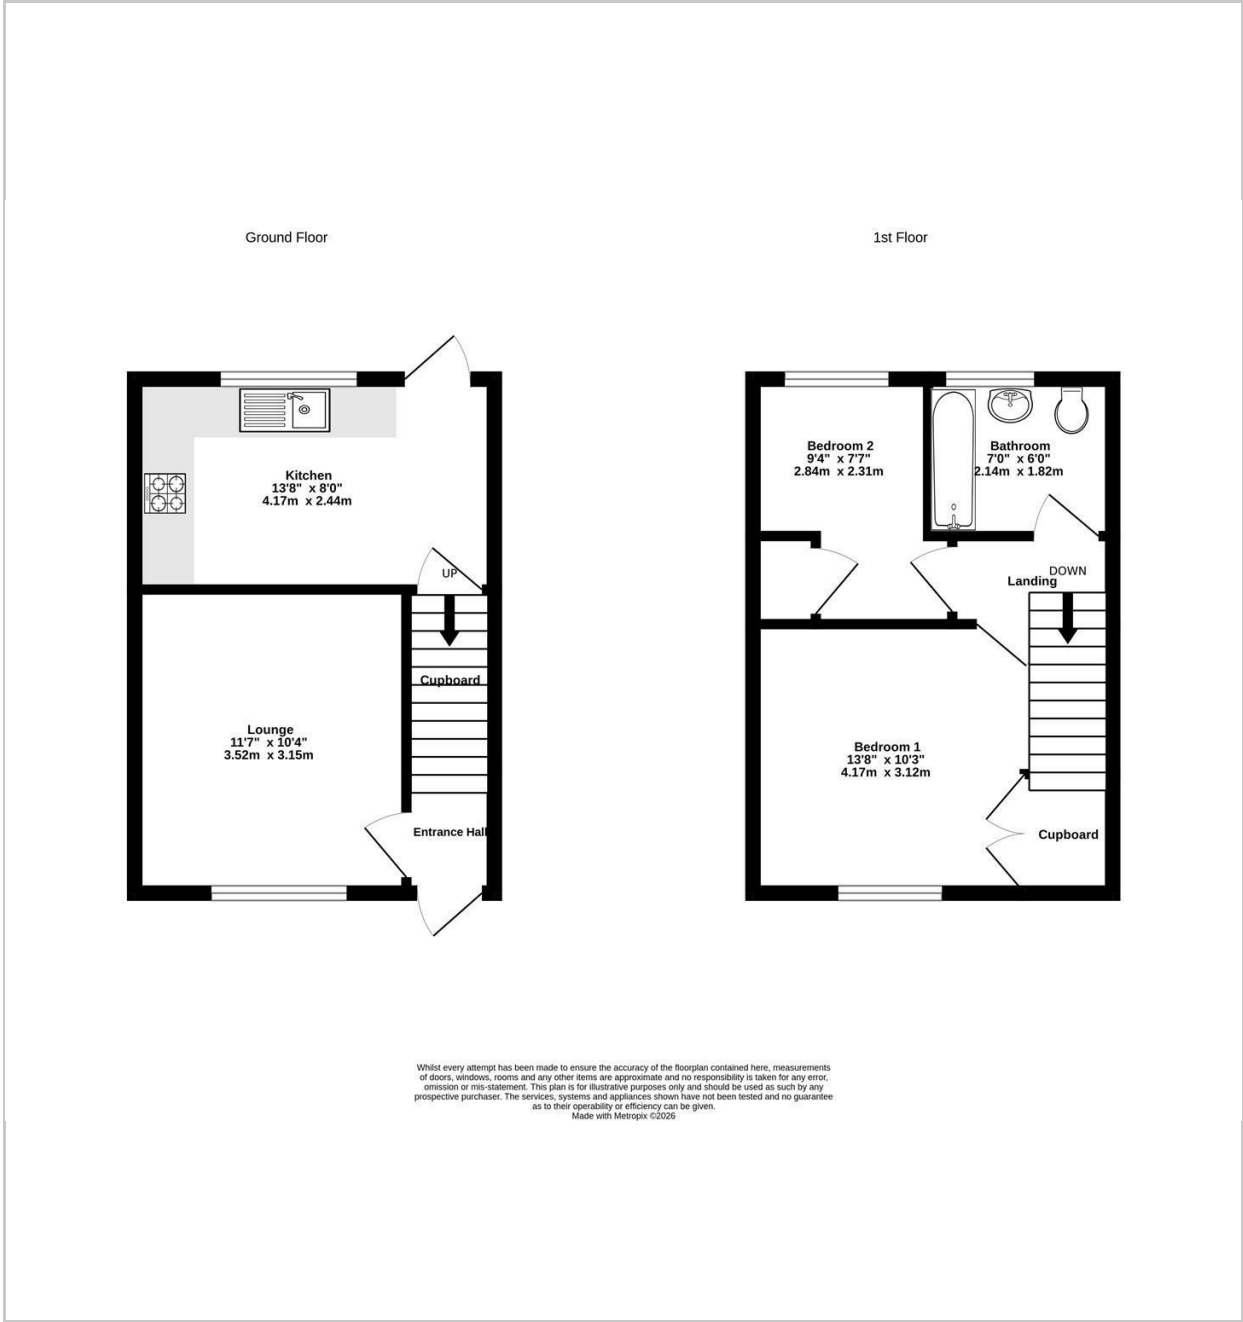 Ground Floor
1st Floor
Kitchen
13'8" x 8'0"
4.17m x 2.44m
UP
Cupboard
Lounge
11'7" x 10'4"
3.52m x 3.15m
Entrance Hall
Bedroom 2
9'4" x 7'7"
2.84m x 2.31m
Bathroom
7'0" x 6'0"
2.14m x 1.82m
DOWN
Landing
Bedroom 1
13'8" x 10'3"
4.17m x 3.12m
Cupboard
Whilst every attempt has been made to ensure the accuracy of the floorplan contained here, measurements
of doors, windows, rooms and any other items are approximate and no responsibility is taken for any error,
omission or mis-statement. This plan is for illustrative purposes only and should be used as such by any
prospective purchaser. The services, systems and appliances shown have not been tested and no guarantee
as to their operability or efficiency can be given.
Made with Metropix ©2026